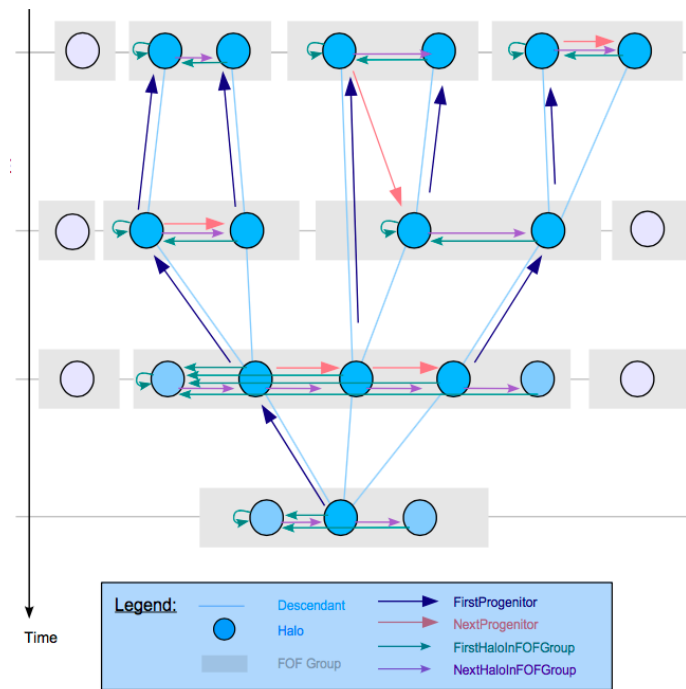 Time
Legend:
Descendant
Halo
FOF Group
FirstProgenitor
NextProgenitor
FirstHaloInFOFGroup
NextHaloInFOFGroup